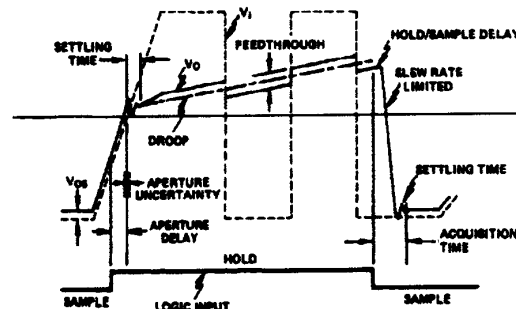 V_I
SETTLING
TIME
V_O
FEEDTHROUGH
HOLD/SAMPLE DELAY
SLEW RATE
LIMITED
DROOP
V_OS
APERTURE
UNCERTAINTY
APERTURE
DELAY
SETTLING TIME
ACQUISITION
TIME
HOLD
SAMPLE
LOGIC INPUT
SAMPLE